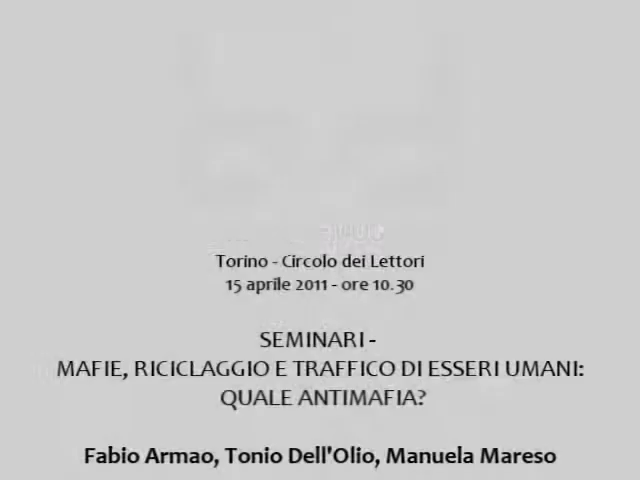 Torino - Circolo dei Lettori
15 aprile 2011 - ore 10.30
SEMINARI -
MAFIE, RICICLAGGIO E TRAFFICO DI ESSERI UMANI:
QUALE ANTIMAFIA?
Fabio Armao, Tonio Dell'Olio, Manuela Mareso